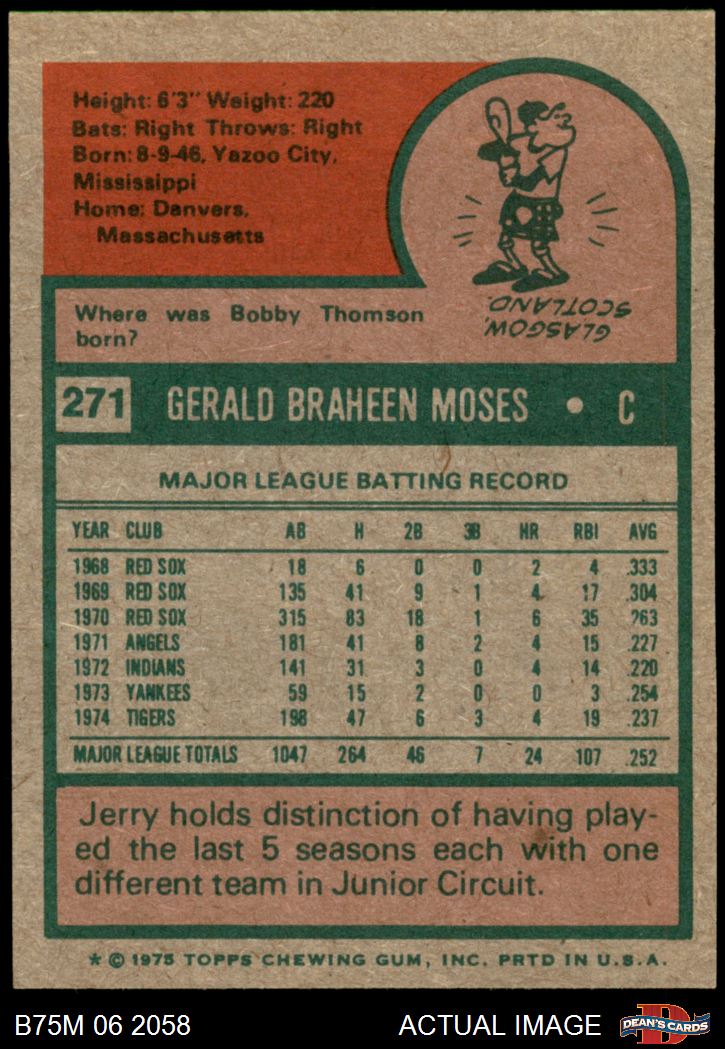 Height: 6'3" Weight: 220
Bats: Right Throws: Right
Born: 8-9-46, Yazoo City,
Mississippi
Home: Danvers,
Massachusetts
GLASGOW,
SCOTLAND.
Where was Bobby Thomson
born?
271 GERALD BRAHEEN MOSES • C
MAJOR LEAGUE BATTING RECORD
YEAR CLUB AB H 2B 3B HR RBI AVG
1968 RED SOX 18 6 0 0 2 4 .333
1969 RED SOX 135 41 9 1 4 17 .304
1970 RED SOX 315 83 18 1 6 35 .263
1971 ANGELS 181 41 8 2 4 15 .227
1972 INDIANS 141 31 3 0 4 14 .220
1973 YANKEES 59 15 2 0 0 3 .254
1974 TIGERS 198 47 6 3 4 19 .237
MAJOR LEAGUE TOTALS 1047 264 46 7 24 107 .252
Jerry holds distinction of having play-
ed the last 5 seasons each with one
different team in Junior Circuit.
* © 1975 TOPPS CHEWING GUM, INC. PRTD IN U.S.A.
B75M 06 2058 ACTUAL IMAGE D DEAN'S CARDS